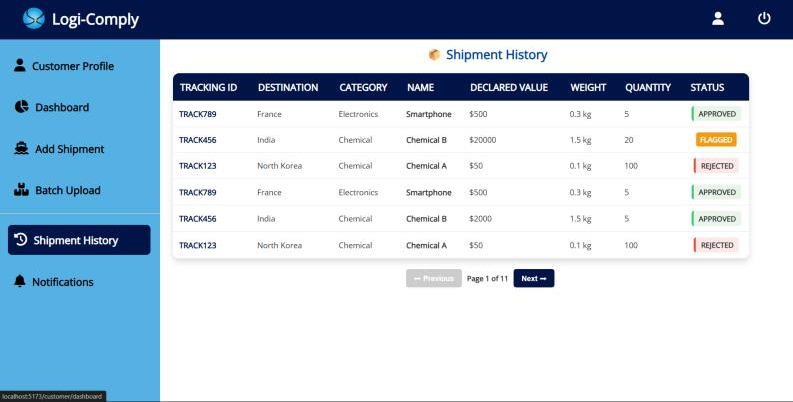 Logi-Comply
Customer Profile
Dashboard
Add Shipment
Batch Upload
Shipment History
Notifications
Shipment History
TRACKING ID DESTINATION CATEGORY NAME DECLARED VALUE WEIGHT QUANTITY STATUS
TRACK789 France Electronics Smartphone $500 0.3 kg 5 APPROVED
TRACK456 India Chemical Chemical B $20000 1.5 kg 20 FLAGGED
TRACK123 North Korea Chemical Chemical A $50 0.1 kg 100 REJECTED
TRACK789 France Electronics Smartphone $500 0.3 kg 5 APPROVED
TRACK456 India Chemical Chemical B $2000 1.5 kg 5 APPROVED
TRACK123 North Korea Chemical Chemical A $50 0.1 kg 100 REJECTED
← Previous Page 1 of 11 Next →
localhost:5173/customer/dashboard